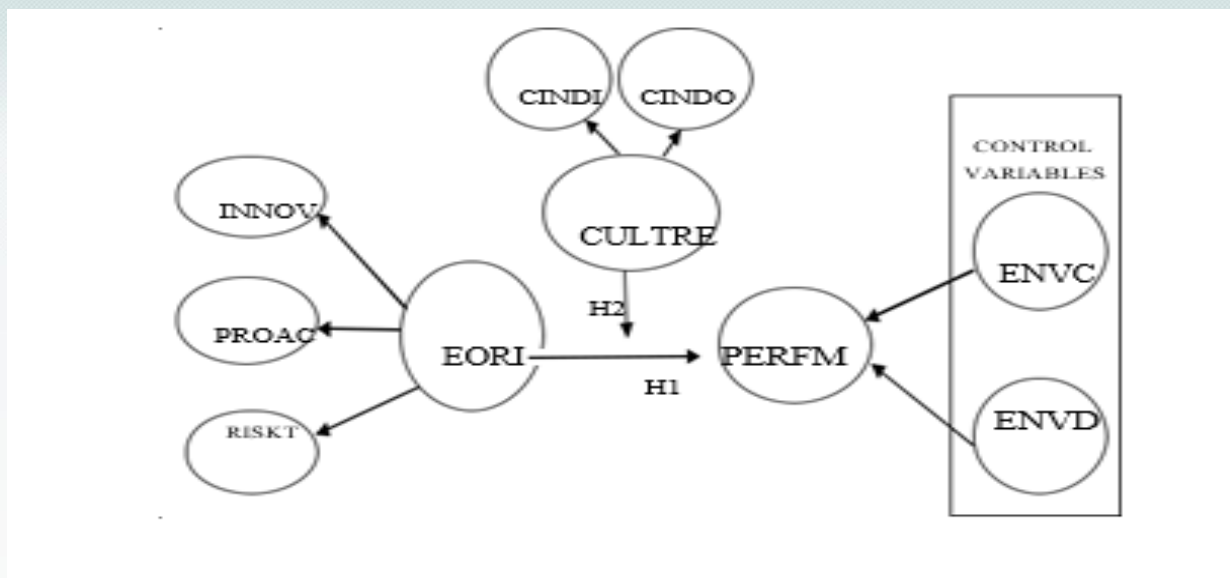 CINDI
CINDO
CONTROL
VARIABLES
INNOV
CULTRE
ENVC
H2
PROAC
EORI
PERFM
H1
ENVD
RISKT